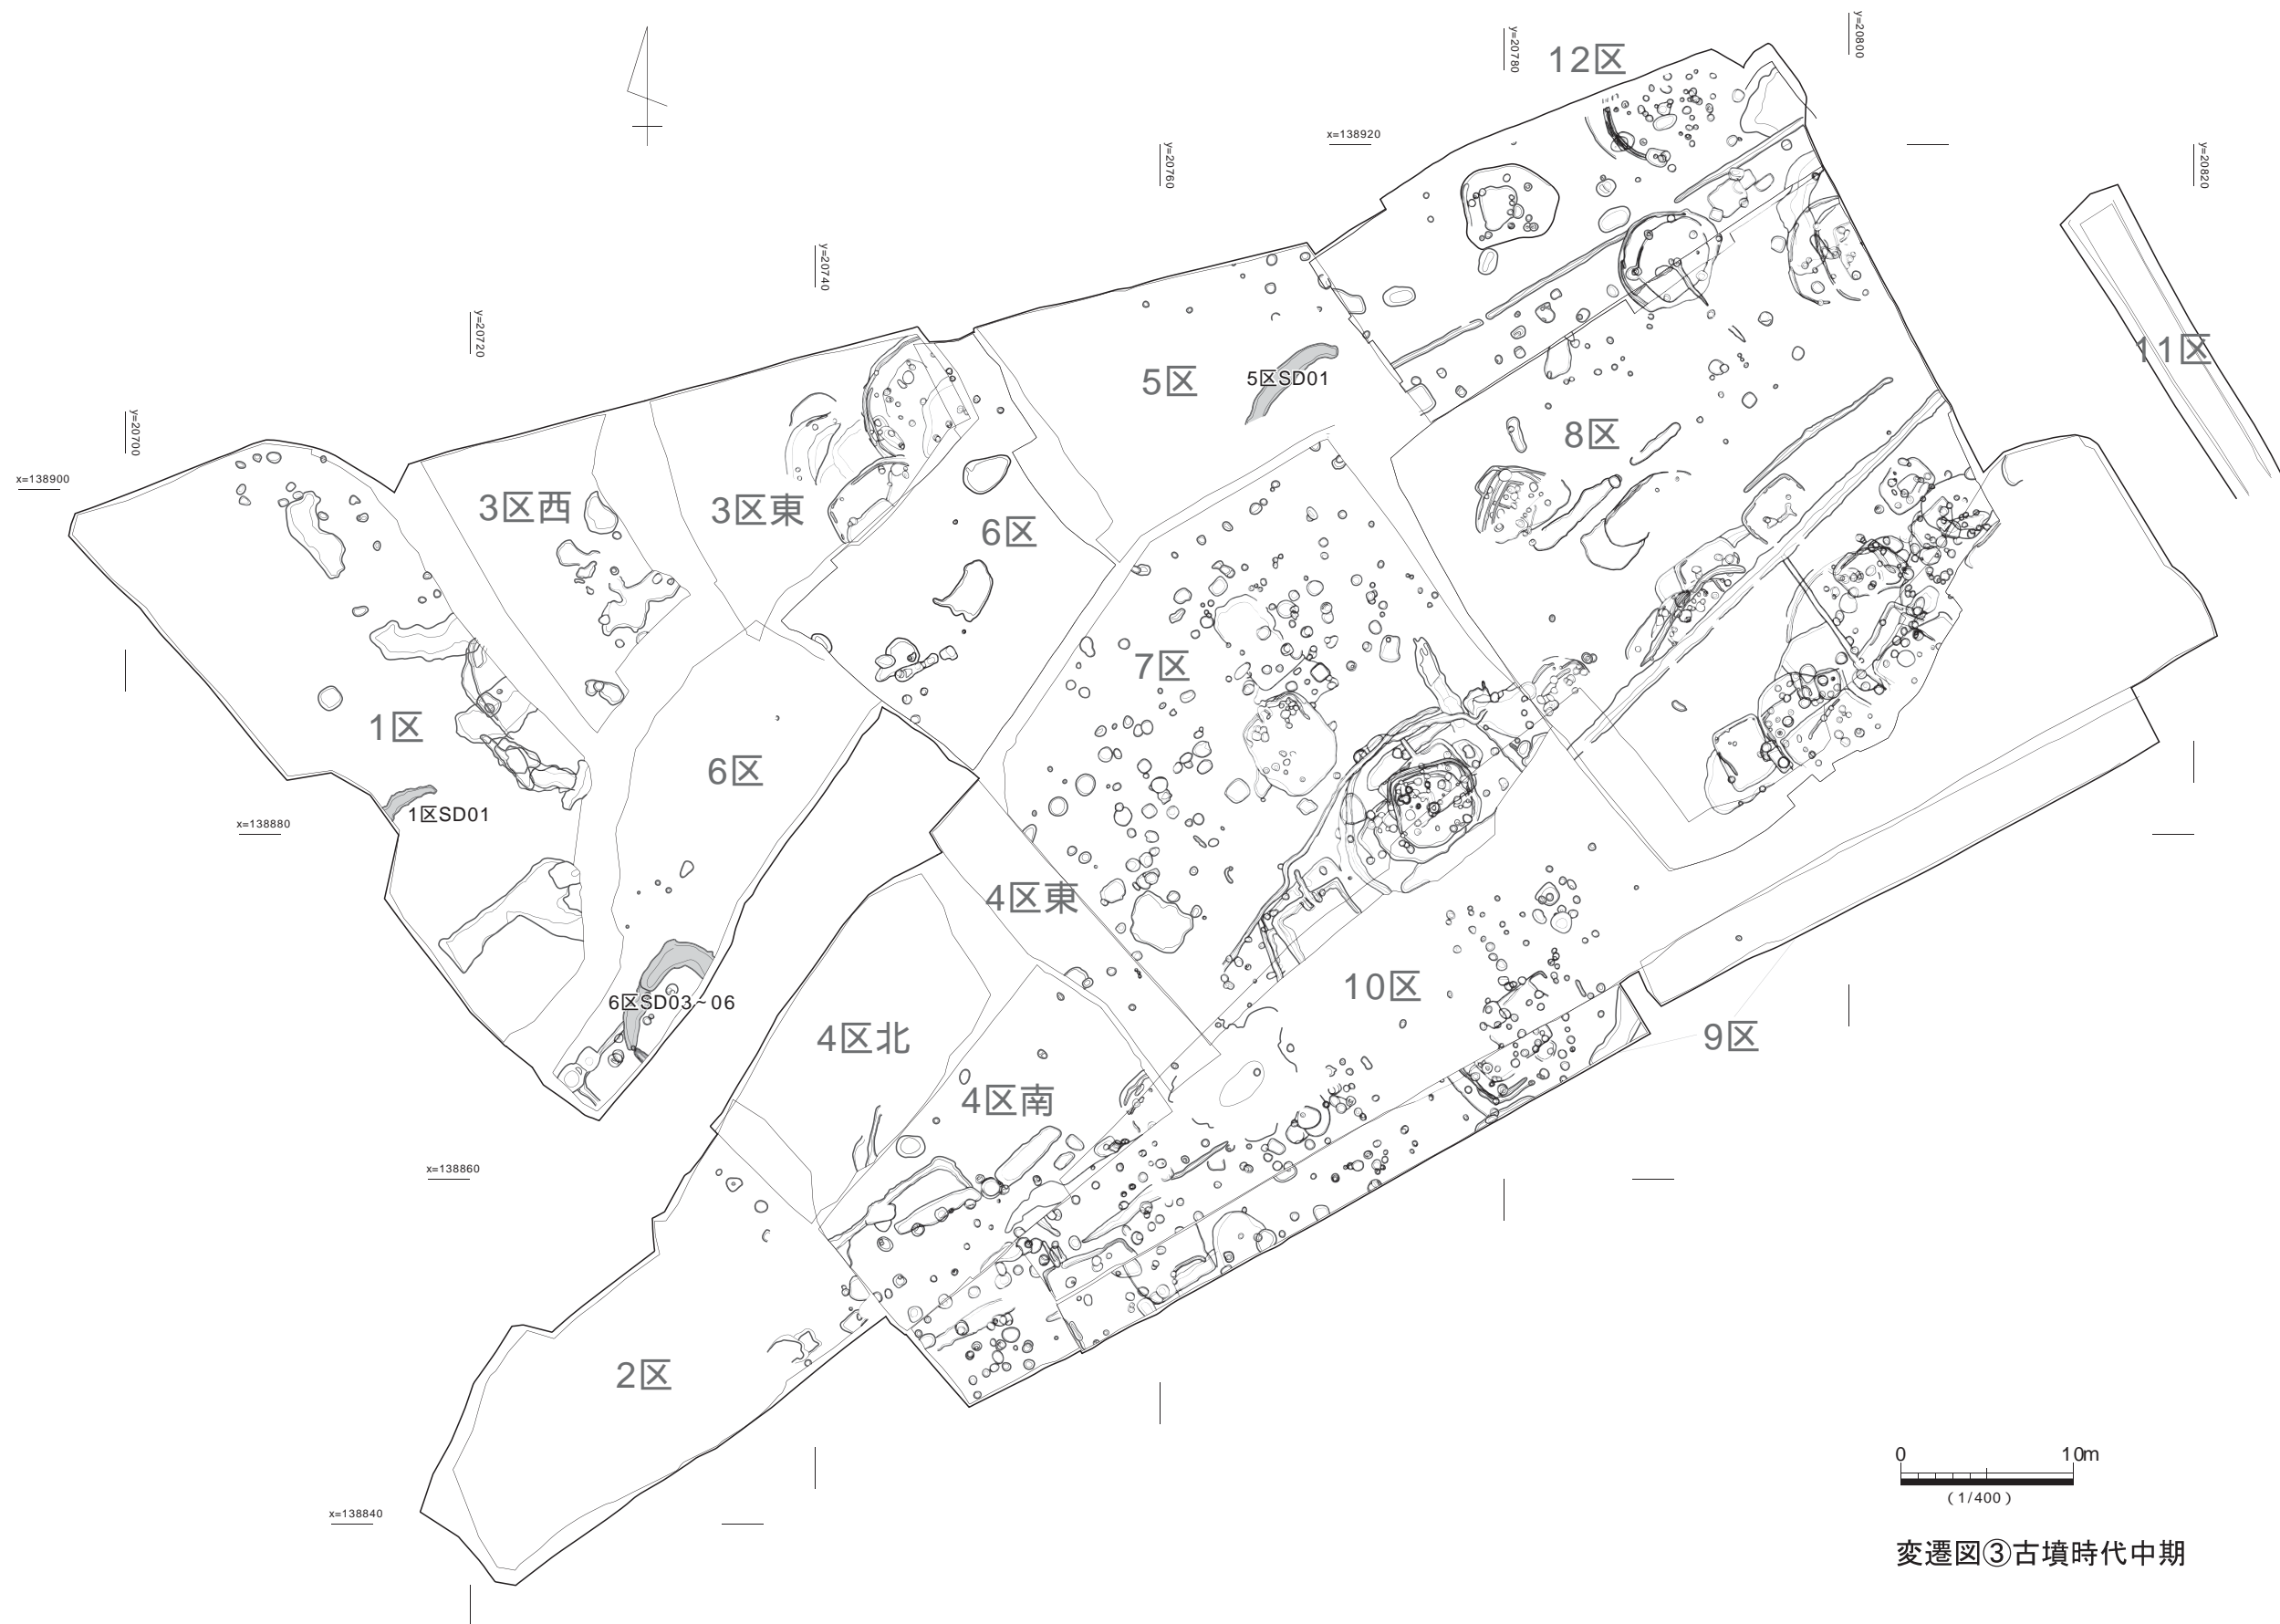 y=20800
y=20780
12区
x=138920
y=20760
y=20820
y=20740
y=20720
11区
5区
5区SD01
y=20700
8区
x=138900
3区西
3区東
6区
7区
1区
6区
1区SD01
x=138880
4区東
10区
6区SD03~06
4区北
9区
4区南
x=138860
2区
0 10m
(1/400)
x=138840
変遷図③古墳時代中期